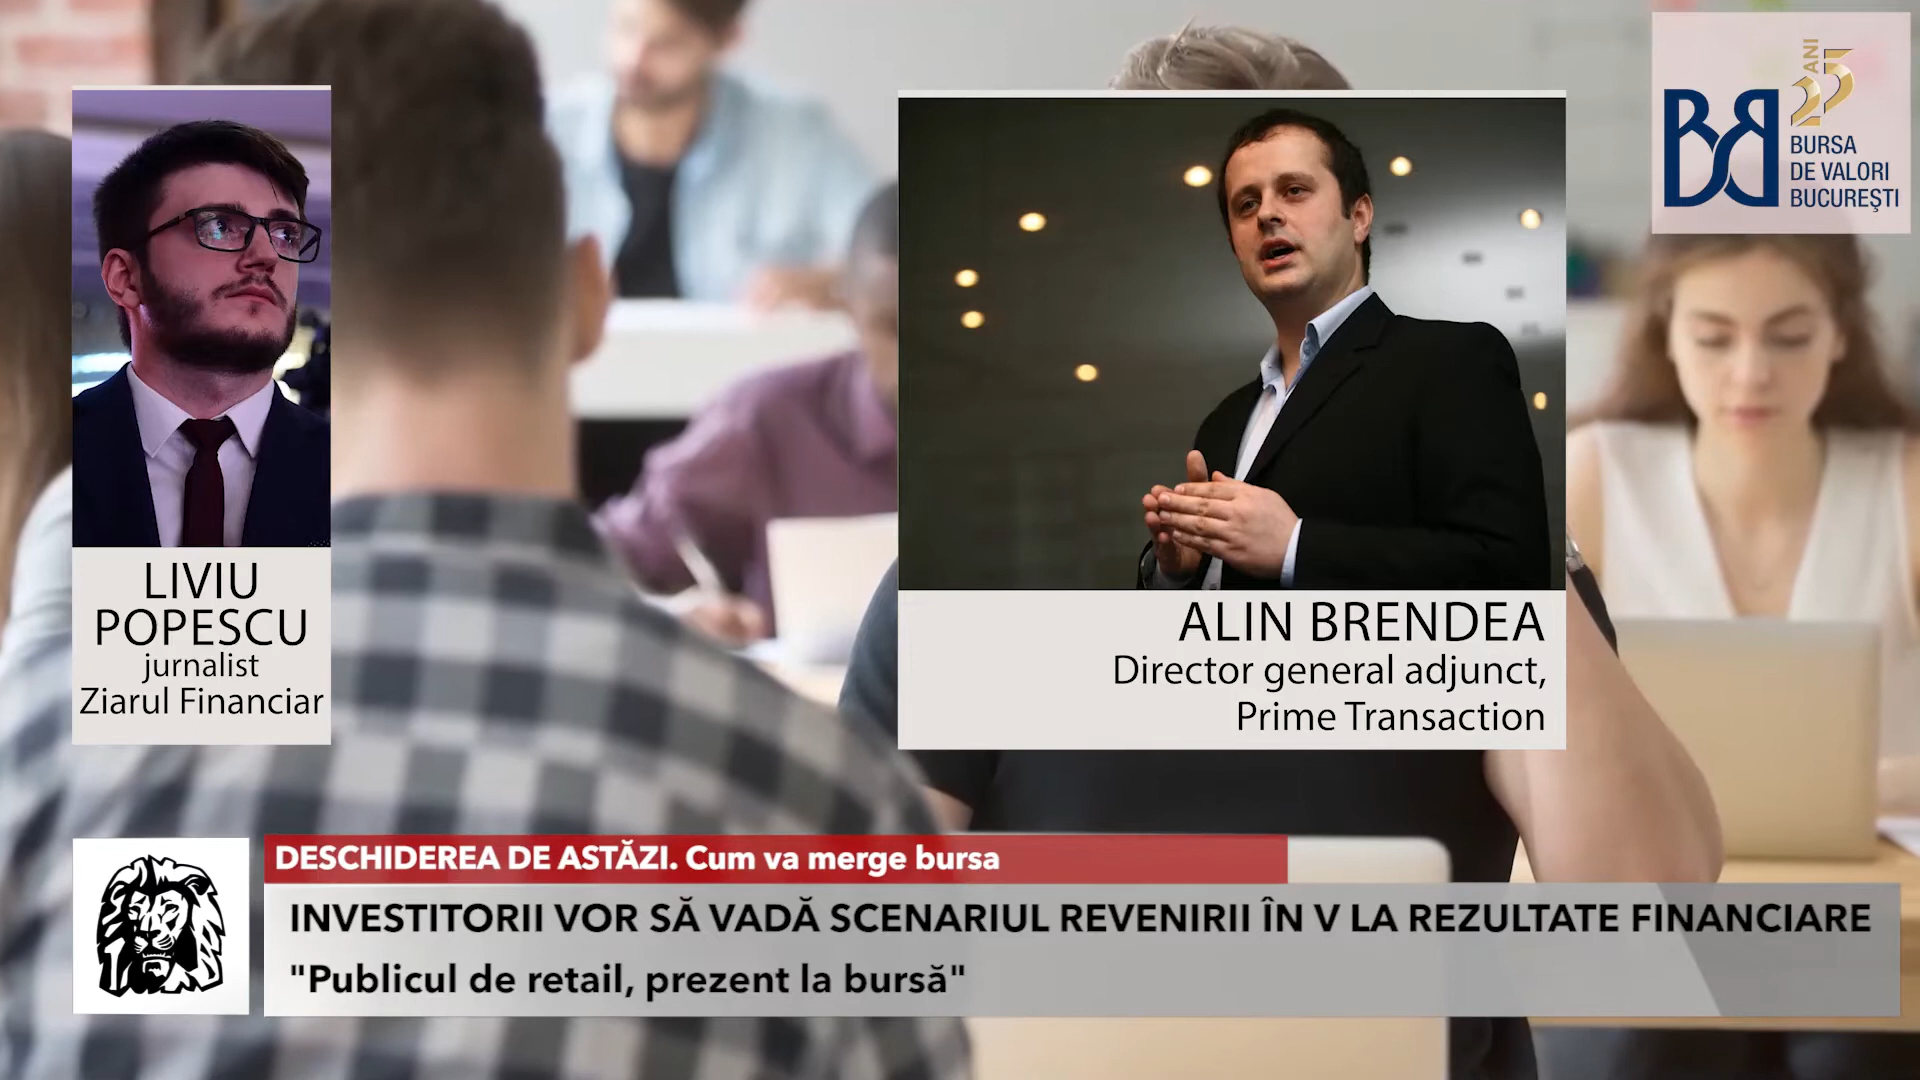 LIVIU
POPESCU
jurnalist
Ziarul Financiar
ALIN BRENDEA
Director general adjunct,
Prime Transaction
25 ANI
BURSA
DE VALORI
BUCUREȘTI
DESCHIDEREA DE ASTĂZI. Cum va merge bursa
INVESTITORII VOR SĂ VADĂ SCENARIUL REVENIRII ÎN V LA REZULTATE FINANCIARE
"Publicul de retail, prezent la bursă"